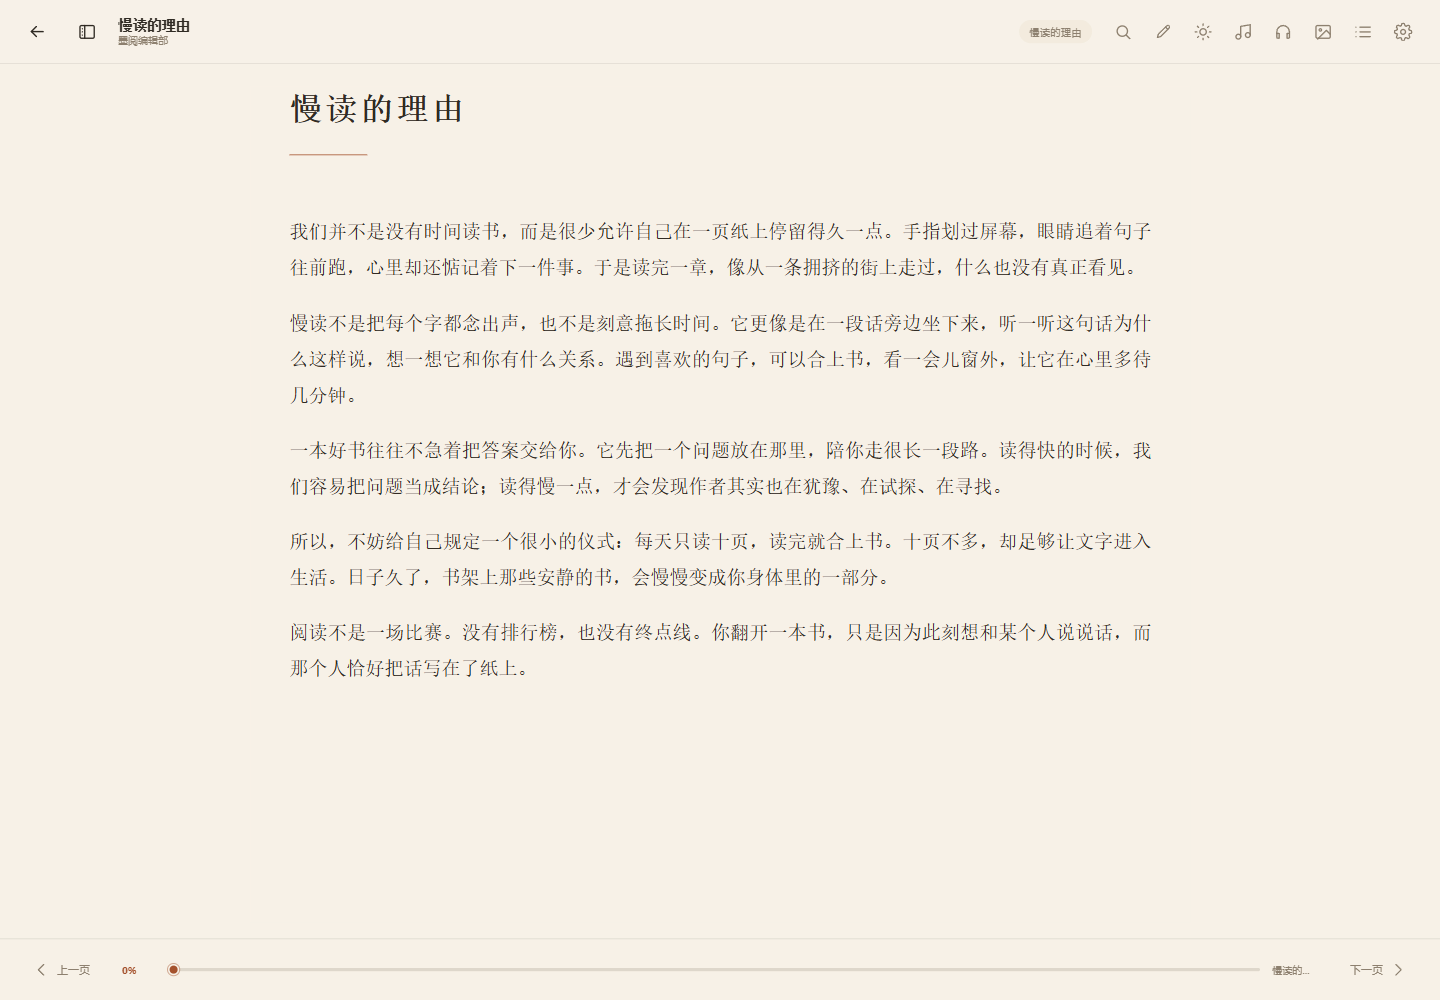 慢读的理由
墨阅编辑部
慢读的理由
慢读的理由
我们并不是没有时间读书，而是很少允许自己在一页纸上停留得久一点。手指划过屏幕，眼睛追着句子
往前跑，心里却还惦记着下一件事。于是读完一章，像从一条拥挤的街上走过，什么也没有真正看见。
慢读不是把每个字都念出声，也不是刻意拖长时间。它更像是在一段话旁边坐下来，听一听这句话为什
么这样说，想一想它和你有什么关系。遇到喜欢的句子，可以合上书，看一会儿窗外，让它在心里多待
几分钟。
一本好书往往不急着把答案交给你。它先把一个问题放在那里，陪你走很长一段路。读得快的时候，我
们容易把问题当成结论；读得慢一点，才会发现作者其实也在犹豫、在试探、在寻找。
所以，不妨给自己规定一个很小的仪式：每天只读十页，读完就合上书。十页不多，却足够让文字进入
生活。日子久了，书架上那些安静的书，会慢慢变成你身体里的一部分。
阅读不是一场比赛。没有排行榜，也没有终点线。你翻开一本书，只是因为此刻想和某个人说说话，而
那个人恰好把话写在了纸上。
上一页
0%
慢读的...
下一页